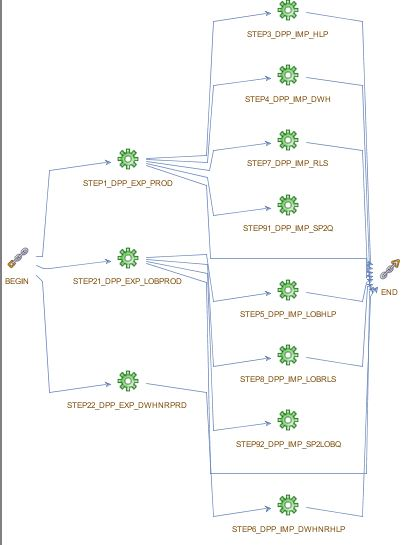 STEP3_DPP_IMP_HLP
STEP4_DPP_IMP_DWH
STEP7_DPP_IMP_RLS
STEP1_DPP_EXP_PROD
STEP91_DPP_IMP_SP2Q
BEGIN
STEP21_DPP_EXP_LOBPROD
END
STEP5_DPP_IMP_LOBHLP
STEP8_DPP_IMP_LOBRLS
STEP22_DPP_EXP_DWHNRPRD
STEP92_DPP_IMP_SP2LOBQ
STEP6_DPP_IMP_DWHNRHLP